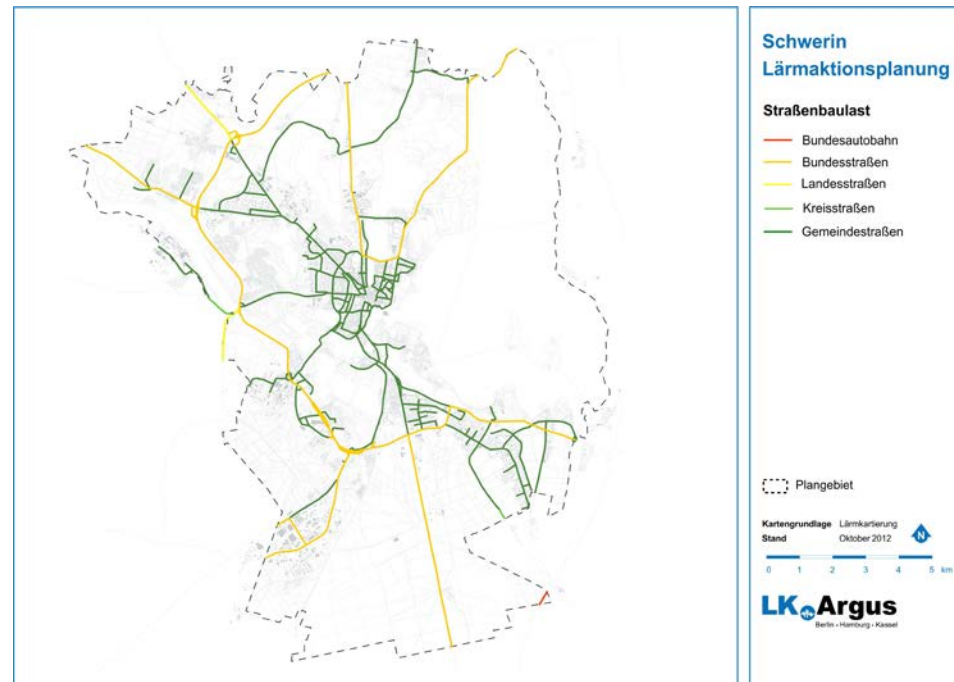 Schwerin
Lärmaktionsplanung
Straßenbaulast
Bundesautobahn
Bundesstraßen
Landesstraßen
Kreisstraßen
Gemeindestraßen
Plangebiet
Kartengrundlage Lärmkartierung
Stand Oktober 2012
N
0 1 2 3 4 5 km
LK Argus
Berlin • Hamburg • Kassel